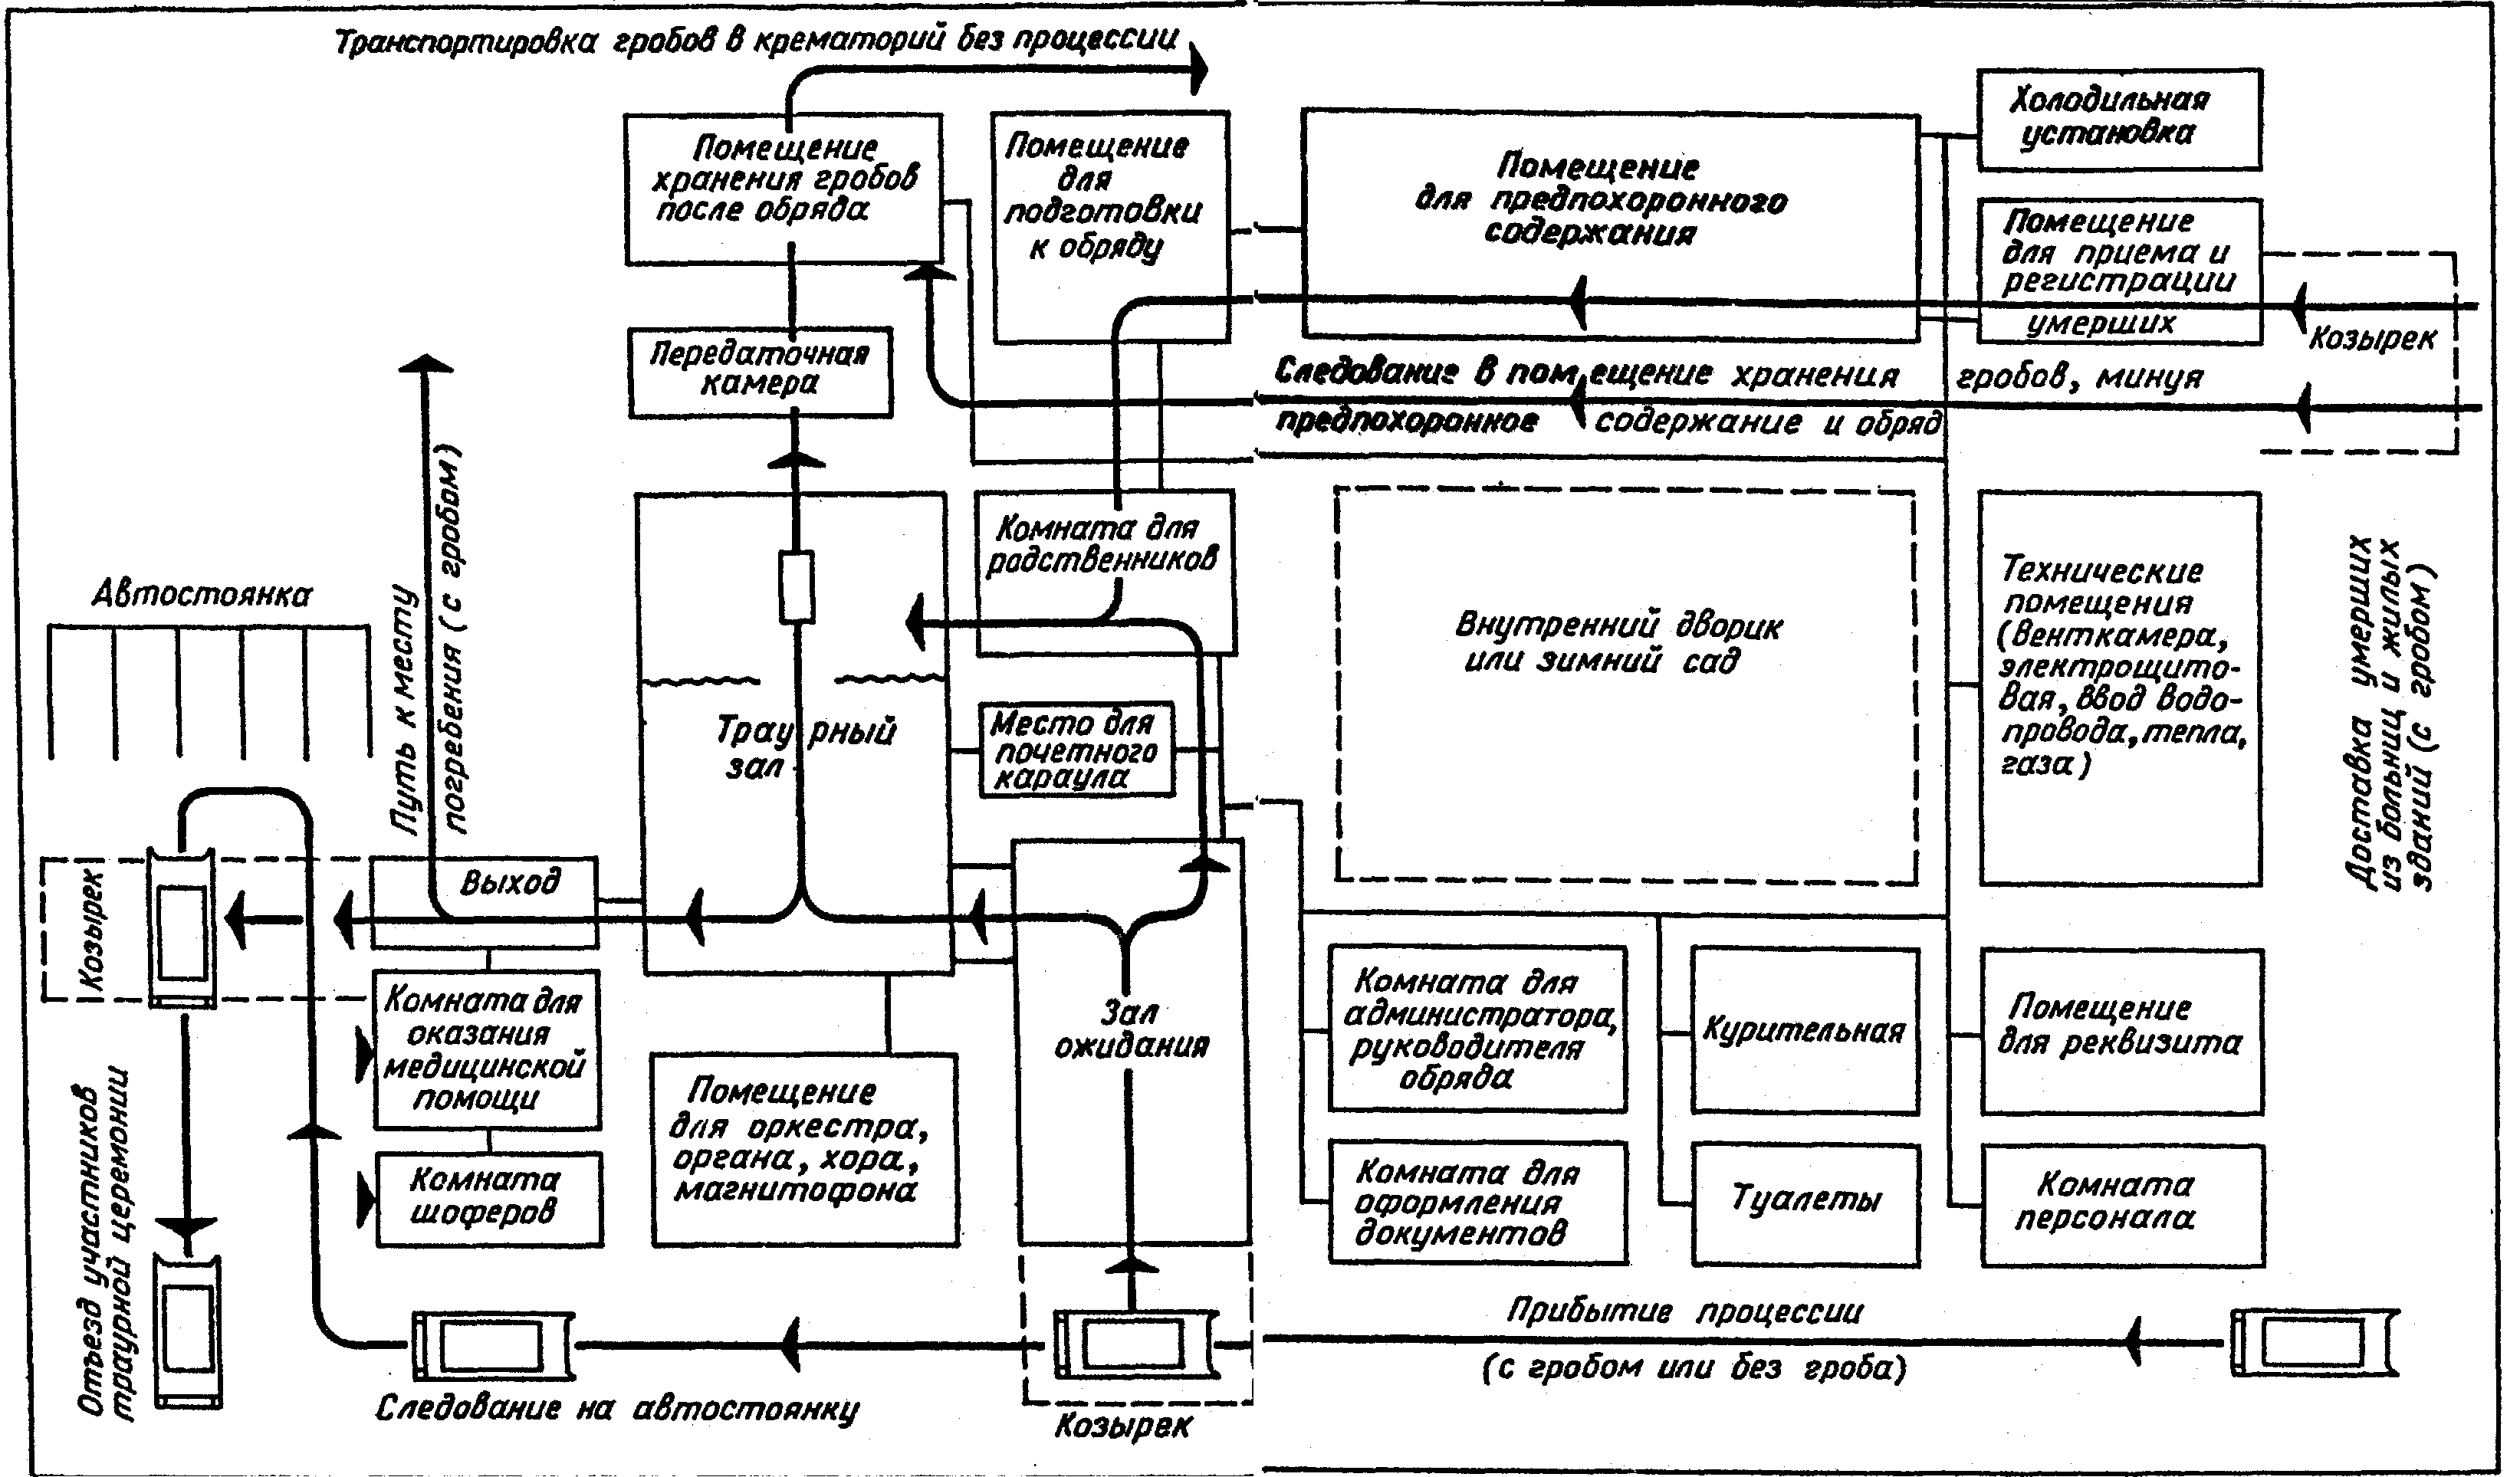 Транспортировка гробов в крематорий без процессии
Помещение
хранения гробов
после обряда
Помещение
для
подготовки
к обряду
Помещение
для предпохоронного
содержания
Холодильная
установка
Помещение
для приема и
регистрации
умерших
Козырек
Передаточная
камера
Следование в помещение хранения гробов, минуя
предпохоронное содержание и обряд
Путь к месту
погребения (с гробом)
Автостоянка
Комната для
родственников
Внутренний дворик
или зимний сад
Технические
помещения
(венткамера,
электрощито-
вая, ввод водо-
провода, тепла,
газа)
Доставка умерших
из больниц и жилых
зданий (с гробом)
Траурный
зал
Место для
почетного
караула
Козырек
Выход
Комната для
оказания
медицинской
помощи
Комната
шоферов
Помещение
для оркестра,
органа, хора,
магнитофона
Зал
ожидания
Комната для
администратора,
руководителя
обряда
Курительная
Помещение
для реквизита
Комната для
оформления
документов
Туалеты
Комната
персонала
Отъезд участников
траурной церемонии
Прибытие процессии
(с гробом или без гроба)
Следование на автостоянку
Козырек